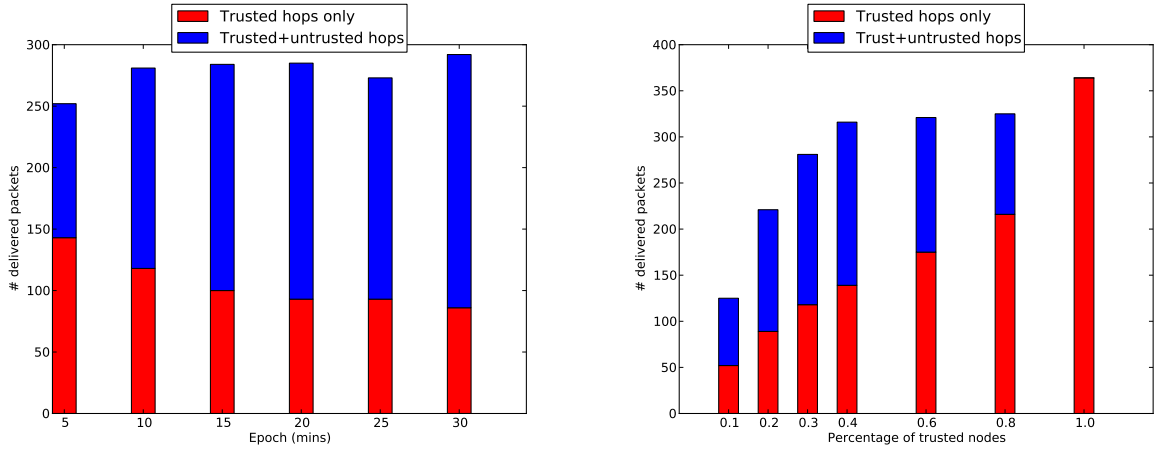 Trusted hops only
Trusted+untrusted hops
300
250
200
150
100
50
0
# delivered packets
5 10 15 20 25 30
Epoch (mins)
Trusted hops only
Trust+untrusted hops
400
350
300
250
200
150
100
50
0
# delivered packets
0.1 0.2 0.3 0.4 0.6 0.8 1.0
Percentage of trusted nodes